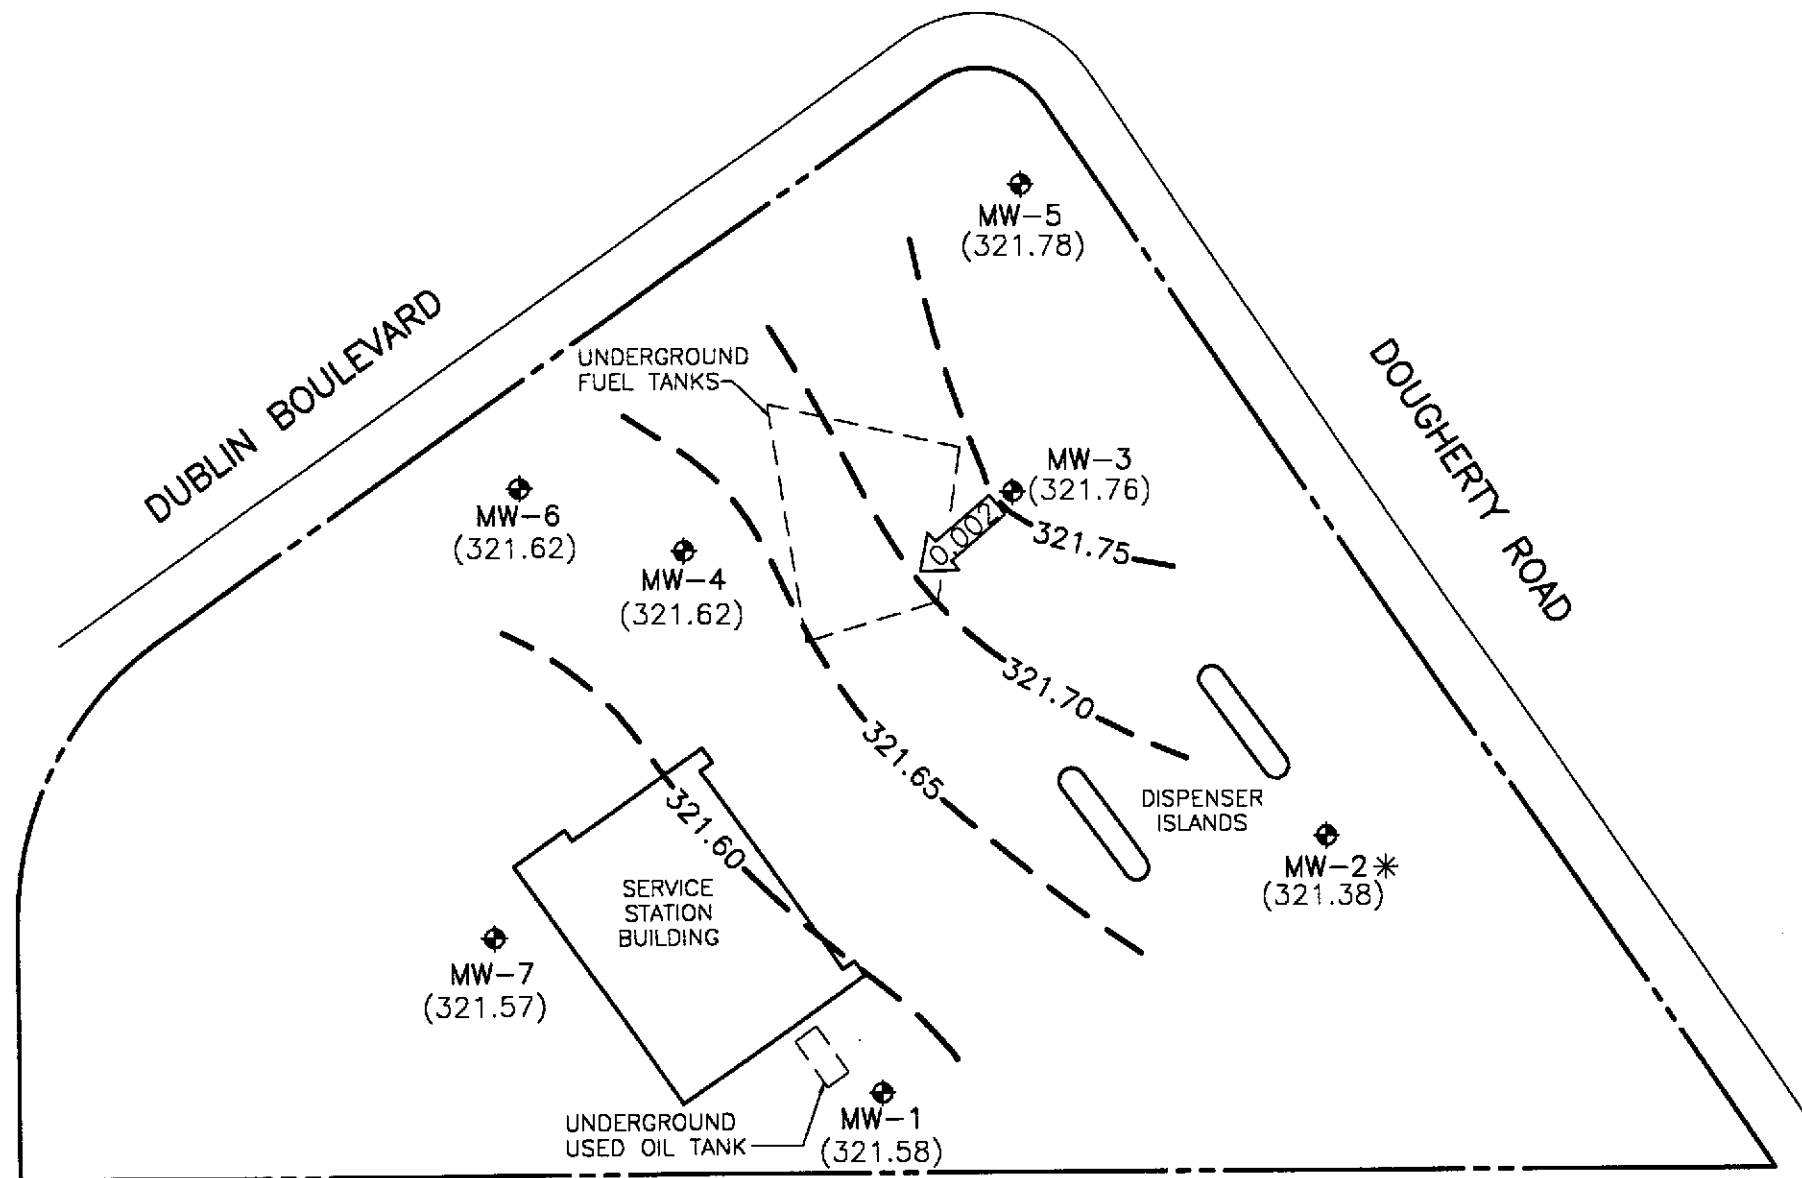 MW-5
(321.78)
DUBLIN BOULEVARD
UNDERGROUND
FUEL TANKS
DOUGHERTY ROAD
MW-3
(321.76)
0.002
321.75
MW-6
(321.62)
MW-4
(321.62)
321.70
321.65
321.60
DISPENSER
ISLANDS
MW-2*
(321.38)
SERVICE
STATION
BUILDING
MW-7
(321.57)
UNDERGROUND
USED OIL TANK
MW-1
(321.58)